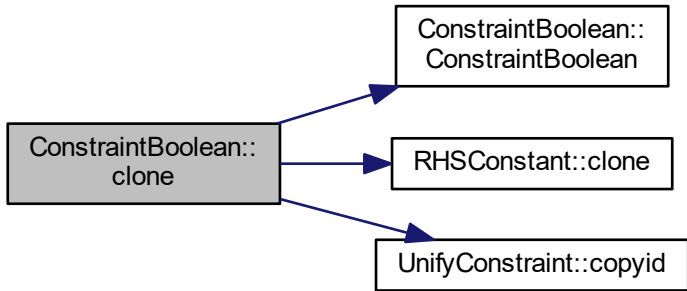 ConstraintBoolean::
clone
ConstraintBoolean::
ConstraintBoolean
RHSConstant::clone
UnifyConstraint::copyid